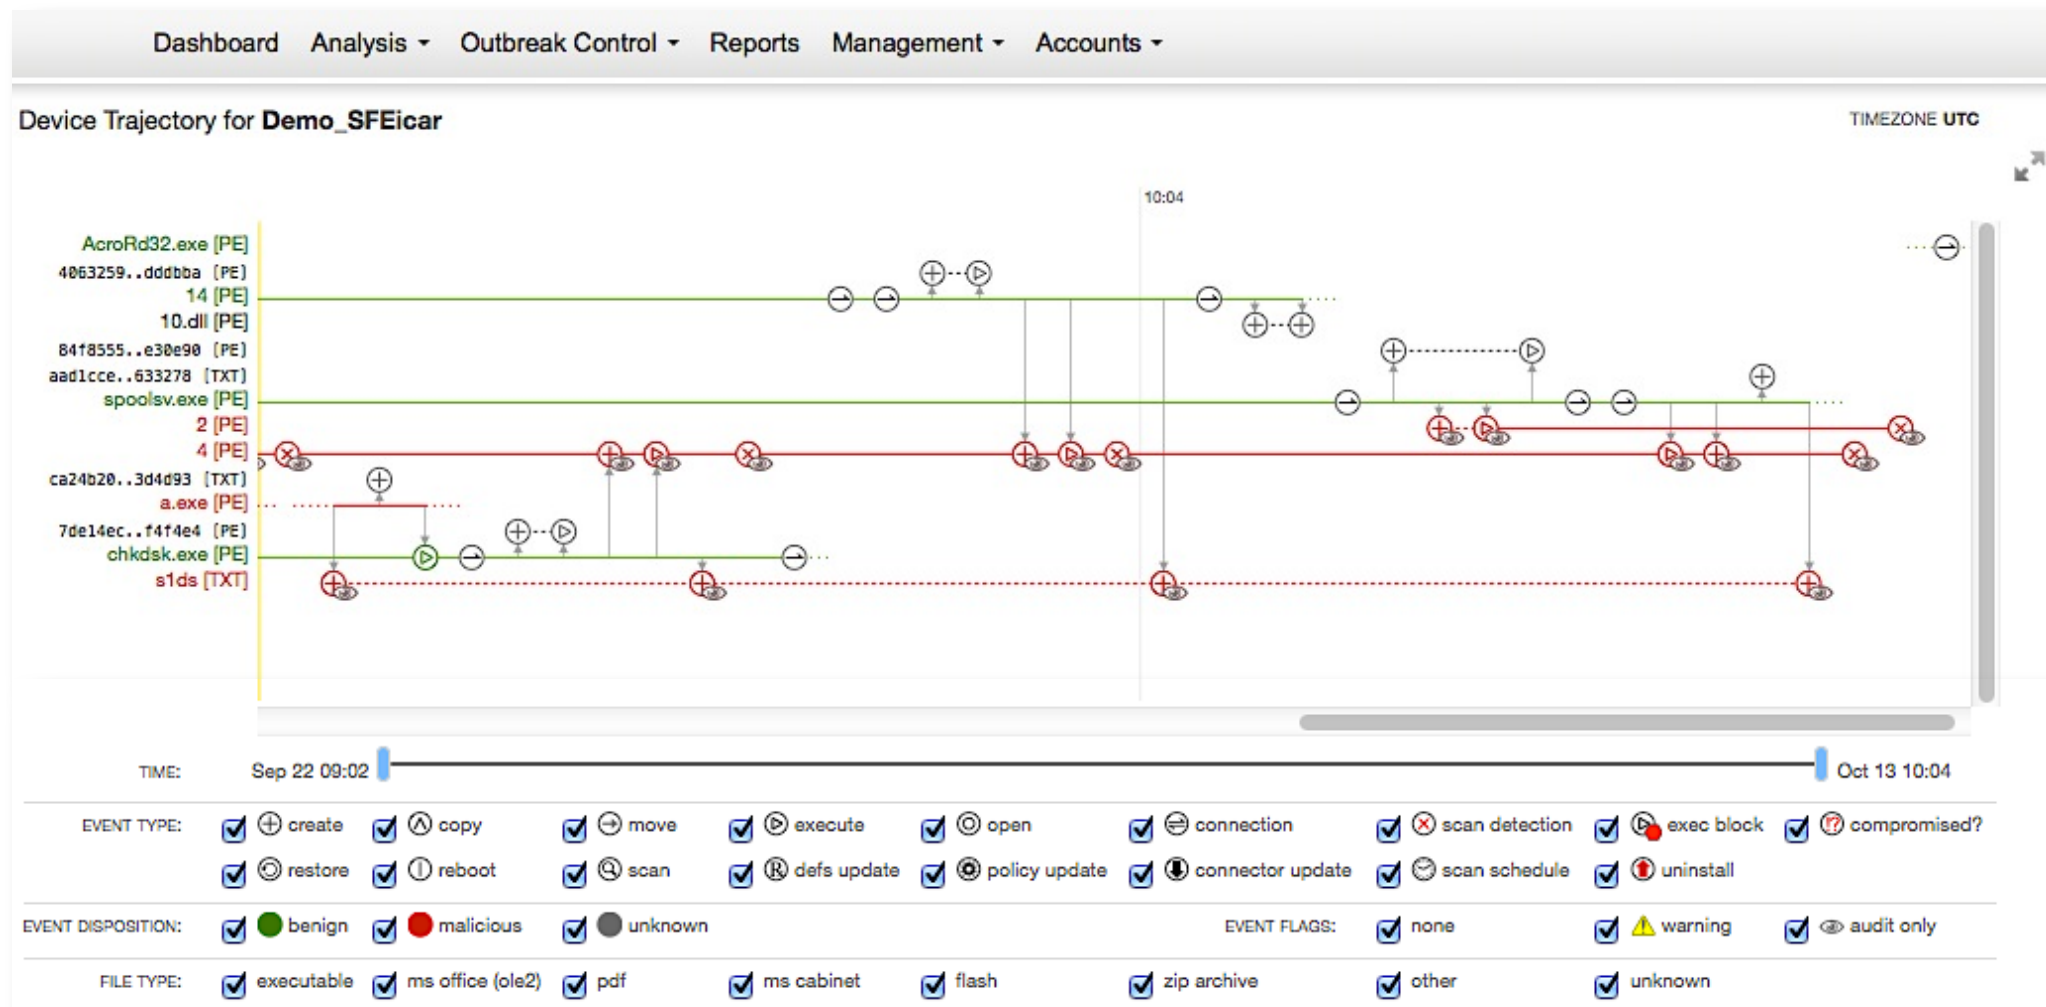 Dashboard Analysis Outbreak Control Reports Management Accounts
Device Trajectory for Demo_SFEicar
TIMEZONE UTC
10:04
AcroRd32.exe [PE]
4063259..dddbba [PE]
14 [PE]
10.dll [PE]
84f8555..e30e90 [PE]
aad1cce..633278 [TXT]
spoolsv.exe [PE]
2 [PE]
4 [PE]
ca24b20..3d4d93 [TXT]
a.exe [PE]
7de14ec..f4f4e4 [PE]
chkdsk.exe [PE]
s1ds [TXT]
TIME: Sep 22 09:02 Oct 13 10:04
EVENT TYPE: create copy move execute open connection scan detection exec block compromised?
restore reboot scan defs update policy update connector update scan schedule uninstall
EVENT DISPOSITION: benign malicious unknown EVENT FLAGS: none warning audit only
FILE TYPE: executable ms office (ole2) pdf ms cabinet flash zip archive other unknown